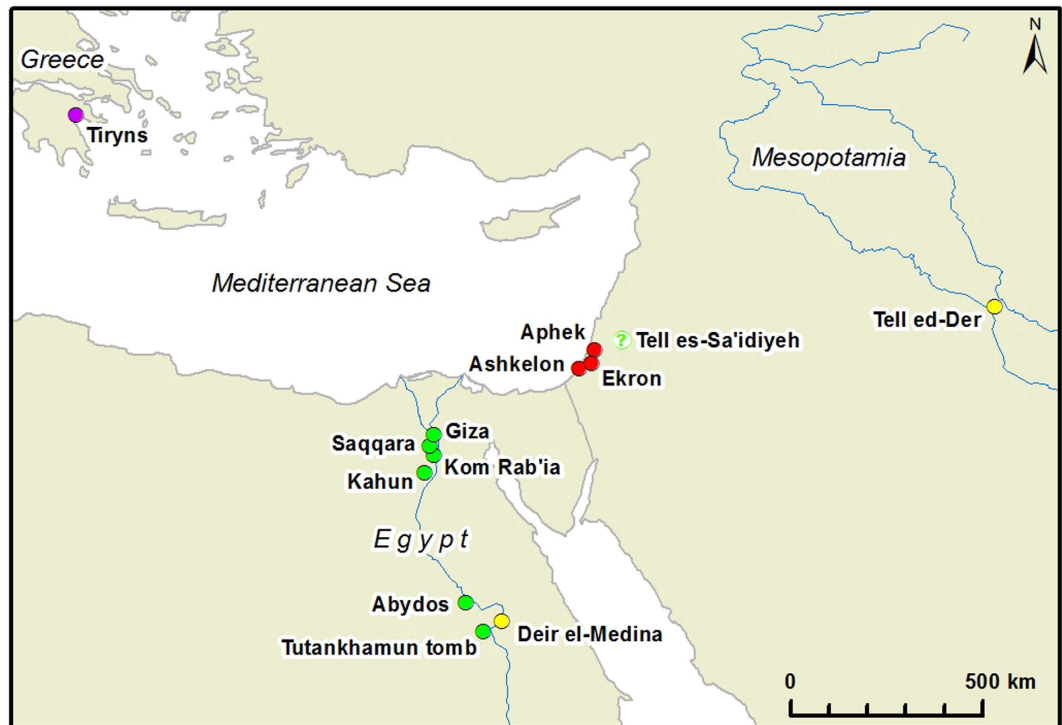 N
Greece
Tiryns
Mesopotamia
Mediterranean Sea
Tell ed-Der
Aphek
? Tell es-Sa'idiyeh
Ashkelon
Ekron
Giza
Saqqara
Kom Rab'ia
Kahun
Egypt
Abydos
Deir el-Medina
Tutankhamun tomb
0 500 km